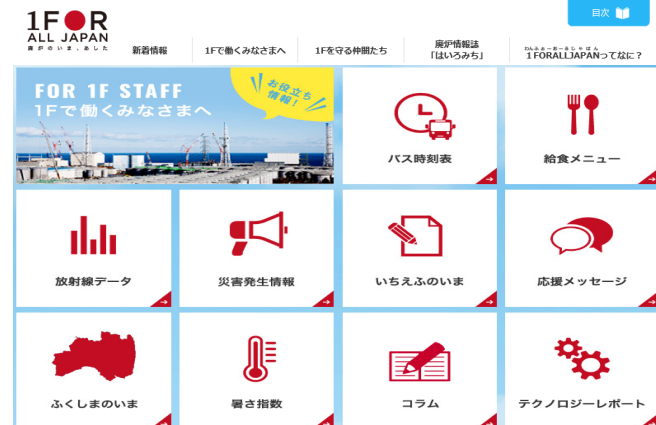 1FOR
ALL JAPAN
廃炉のいま、あした
新着情報
1Fで働くみなさまへ
1Fを守る仲間たち
廃炉情報誌
「はいろみち」
わんふぉーおーるじゃぱん
1FORALLJAPANってなに？
目次
FOR 1F STAFF
1Fで働くみなさまへ
お役立ち
情報！
バス時刻表
給食メニュー
放射線データ
災害発生情報
いちえふのいま
応援メッセージ
ふくしまのいま
暑さ指数
コラム
テクノロジーレポート